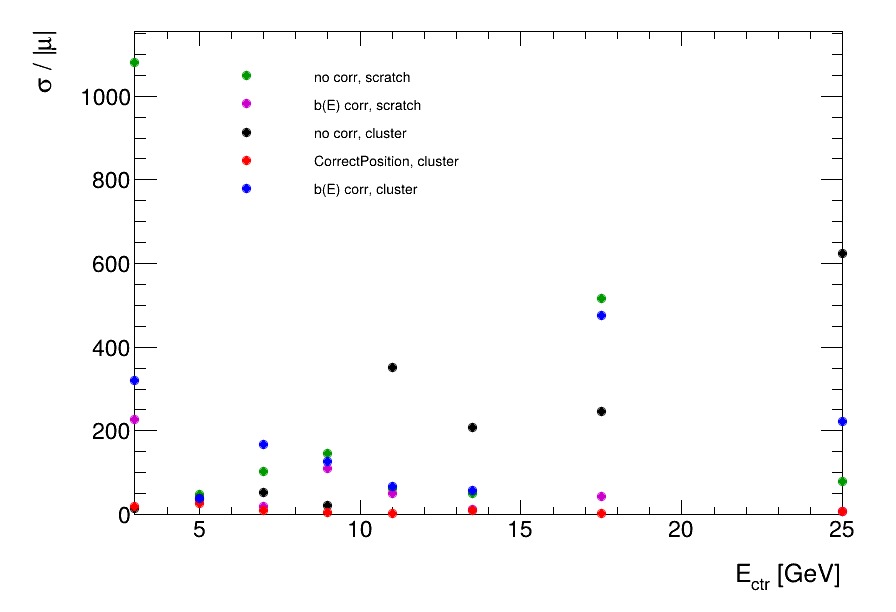 σ / |μ|
1000
800
600
400
200
0
no corr, scratch
b(E) corr, scratch
no corr, cluster
CorrectPosition, cluster
b(E) corr, cluster
5 10 15 20 25
E_ctr [GeV]